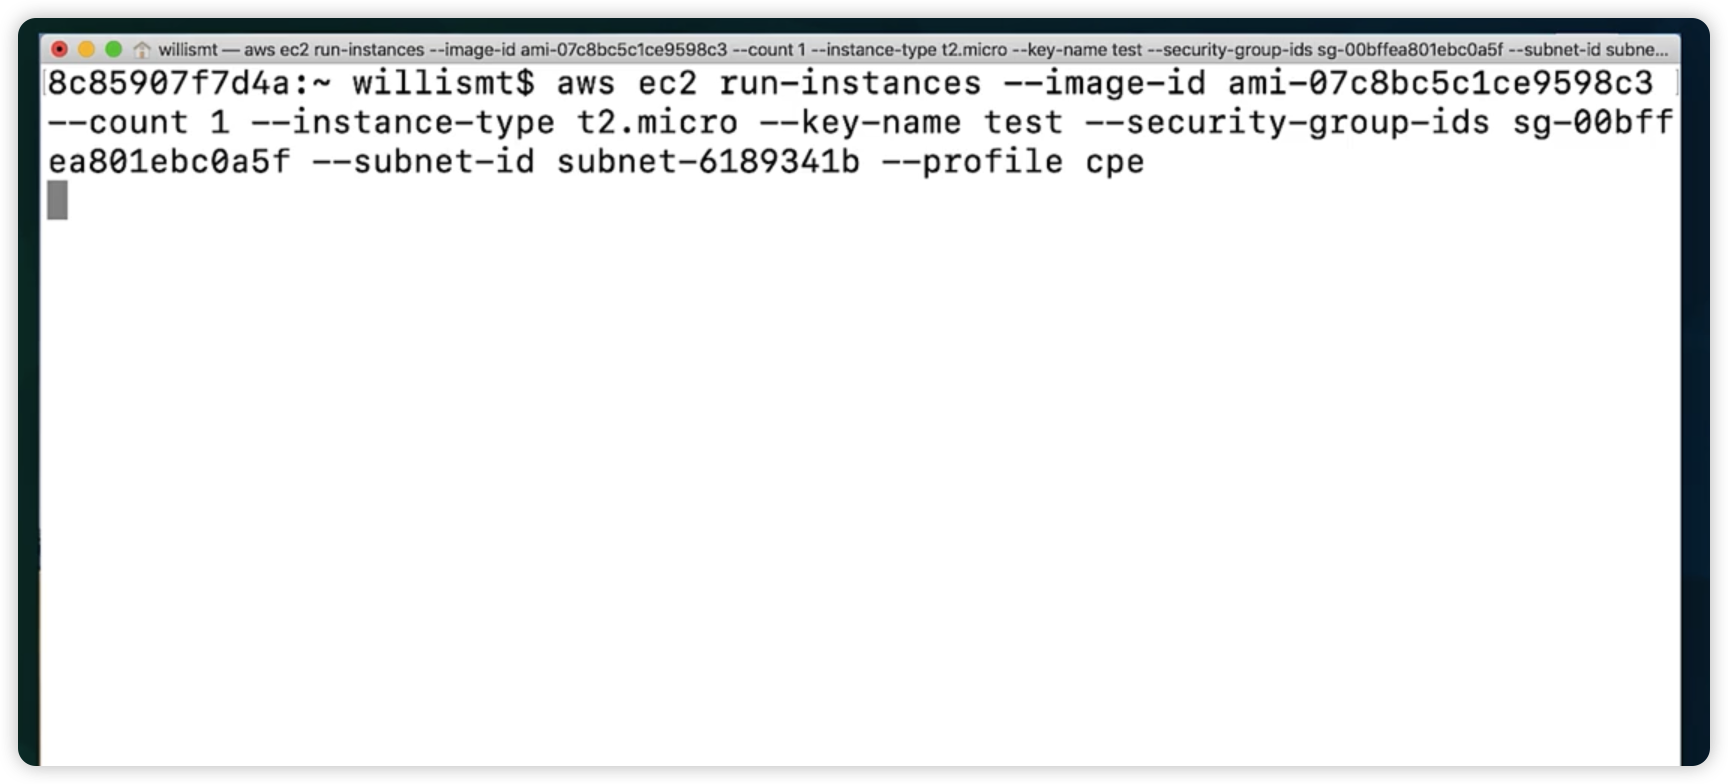 willismt — aws ec2 run-instances --image-id ami-07c8bc5c1ce9598c3 --count 1 --instance-type t2.micro --key-name test --security-group-ids sg-00bffea801ebc0a5f --subnet-id subne...
8c85907f7d4a:~ willismt$ aws ec2 run-instances --image-id ami-07c8bc5c1ce9598c3
--count 1 --instance-type t2.micro --key-name test --security-group-ids sg-00bff
ea801ebc0a5f --subnet-id subnet-6189341b --profile cpe